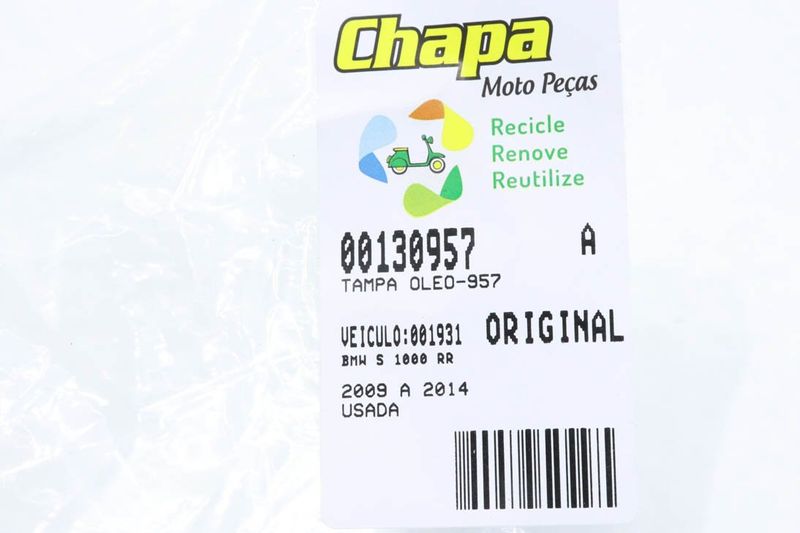 Chapa
Moto Peças
Recicle
Renove
Reutilize
00130957 A
TAMPA OLEO-957
VEICULO:001931 ORIGINAL
BMW S 1000 RR
2009 A 2014
USADA